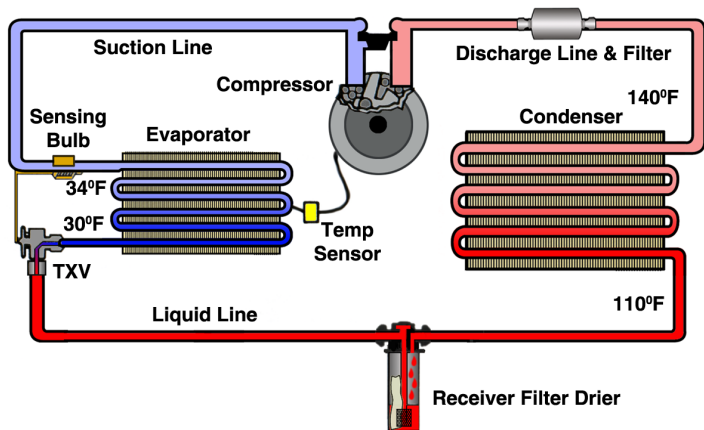 Suction Line
Discharge Line & Filter
Compressor
140⁰F
Sensing
Bulb
Evaporator
Condenser
34⁰F
30⁰F
Temp
Sensor
TXV
110⁰F
Liquid Line
Receiver Filter Drier